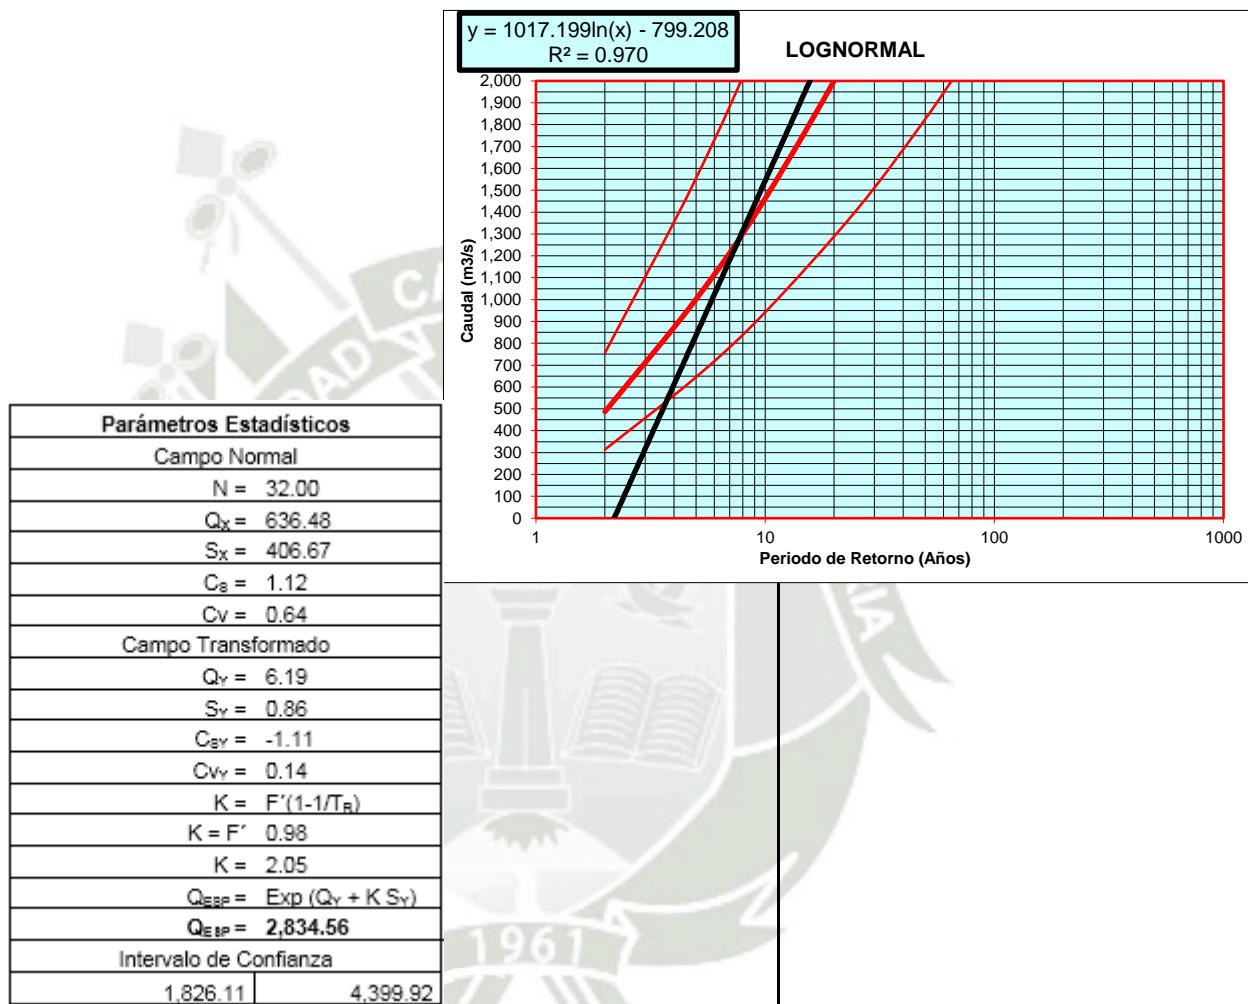 y = 1017.199ln(x) - 799.208
R² = 0.970
LOGNORMAL
2,000
1,900
1,800
1,700
1,600
1,500
1,400
1,300
1,200
1,100
1,000
900
800
700
600
500
400
300
200
100
0
Caudal (m3/s)
1 10 100 1000
Periodo de Retorno (Años)
Parámetros Estadísticos
Campo Normal
N = 32.00
Qx = 636.48
Sx = 406.67
Cs = 1.12
Cv = 0.64
Campo Transformado
QY = 6.19
SY = 0.86
CSY = -1.11
CvY = 0.14
K = F´(1-1/TR)
K = F´ 0.98
K = 2.05
QESP = Exp (QY + K SY)
QESP = 2,834.56
Intervalo de Confianza
1,826.11 4,399.92
1961